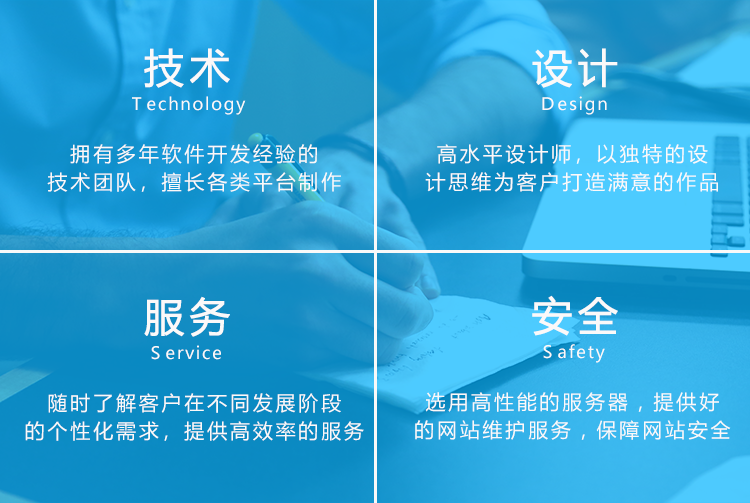 技术
Technology
拥有多年软件开发经验的
技术团队，擅长各类平台制作
设计
Design
高水平设计师，以独特的设
计思维为客户打造满意的作品
服务
Service
随时了解客户在不同发展阶段
的个性化需求，提供高效率的服务
安全
Safety
选用高性能的服务器，提供好
的网站维护服务，保障网站安全